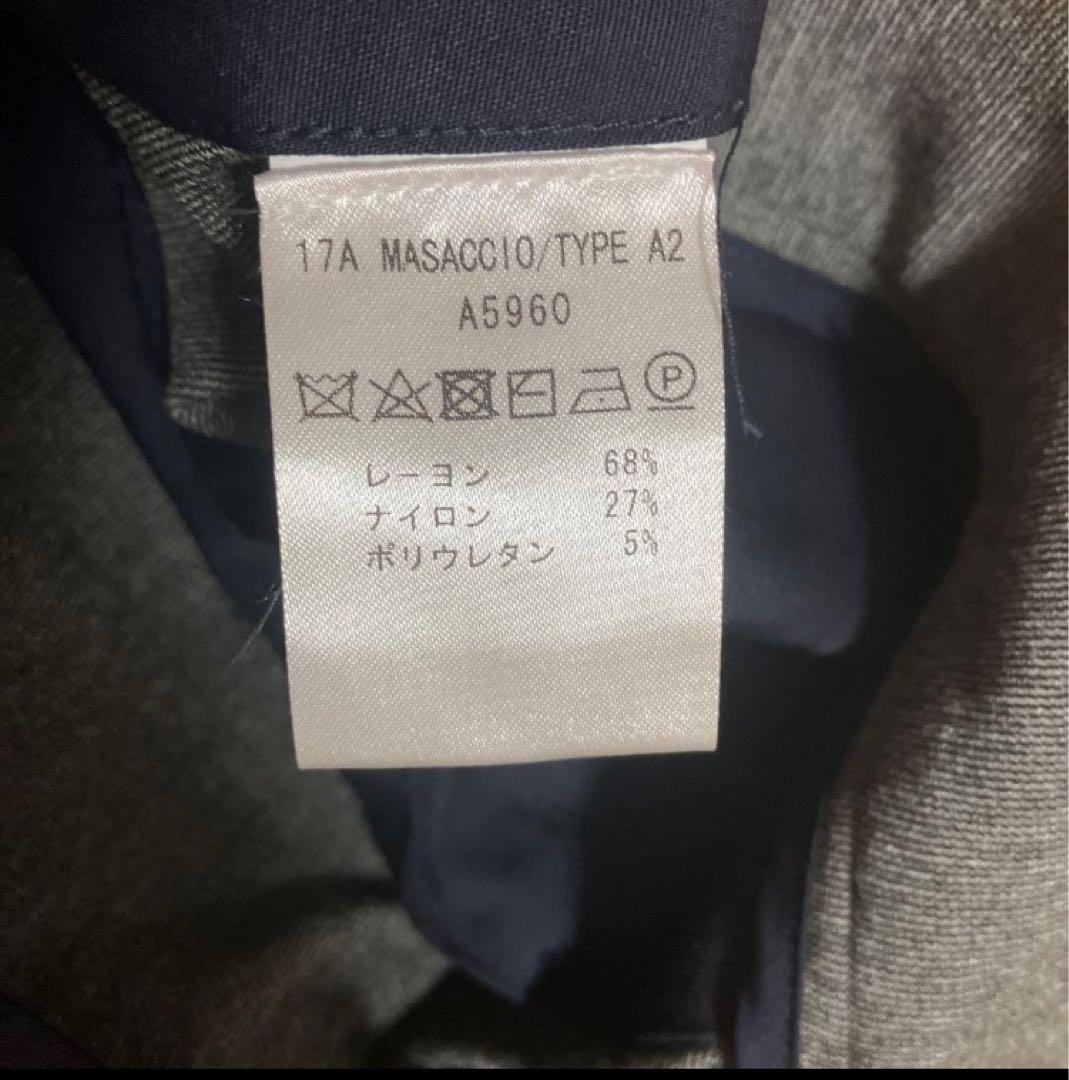 17A MASACCIO/TYPE A2
A5960
P
レーヨン 68%
ナイロン 27%
ポリウレタン 5%